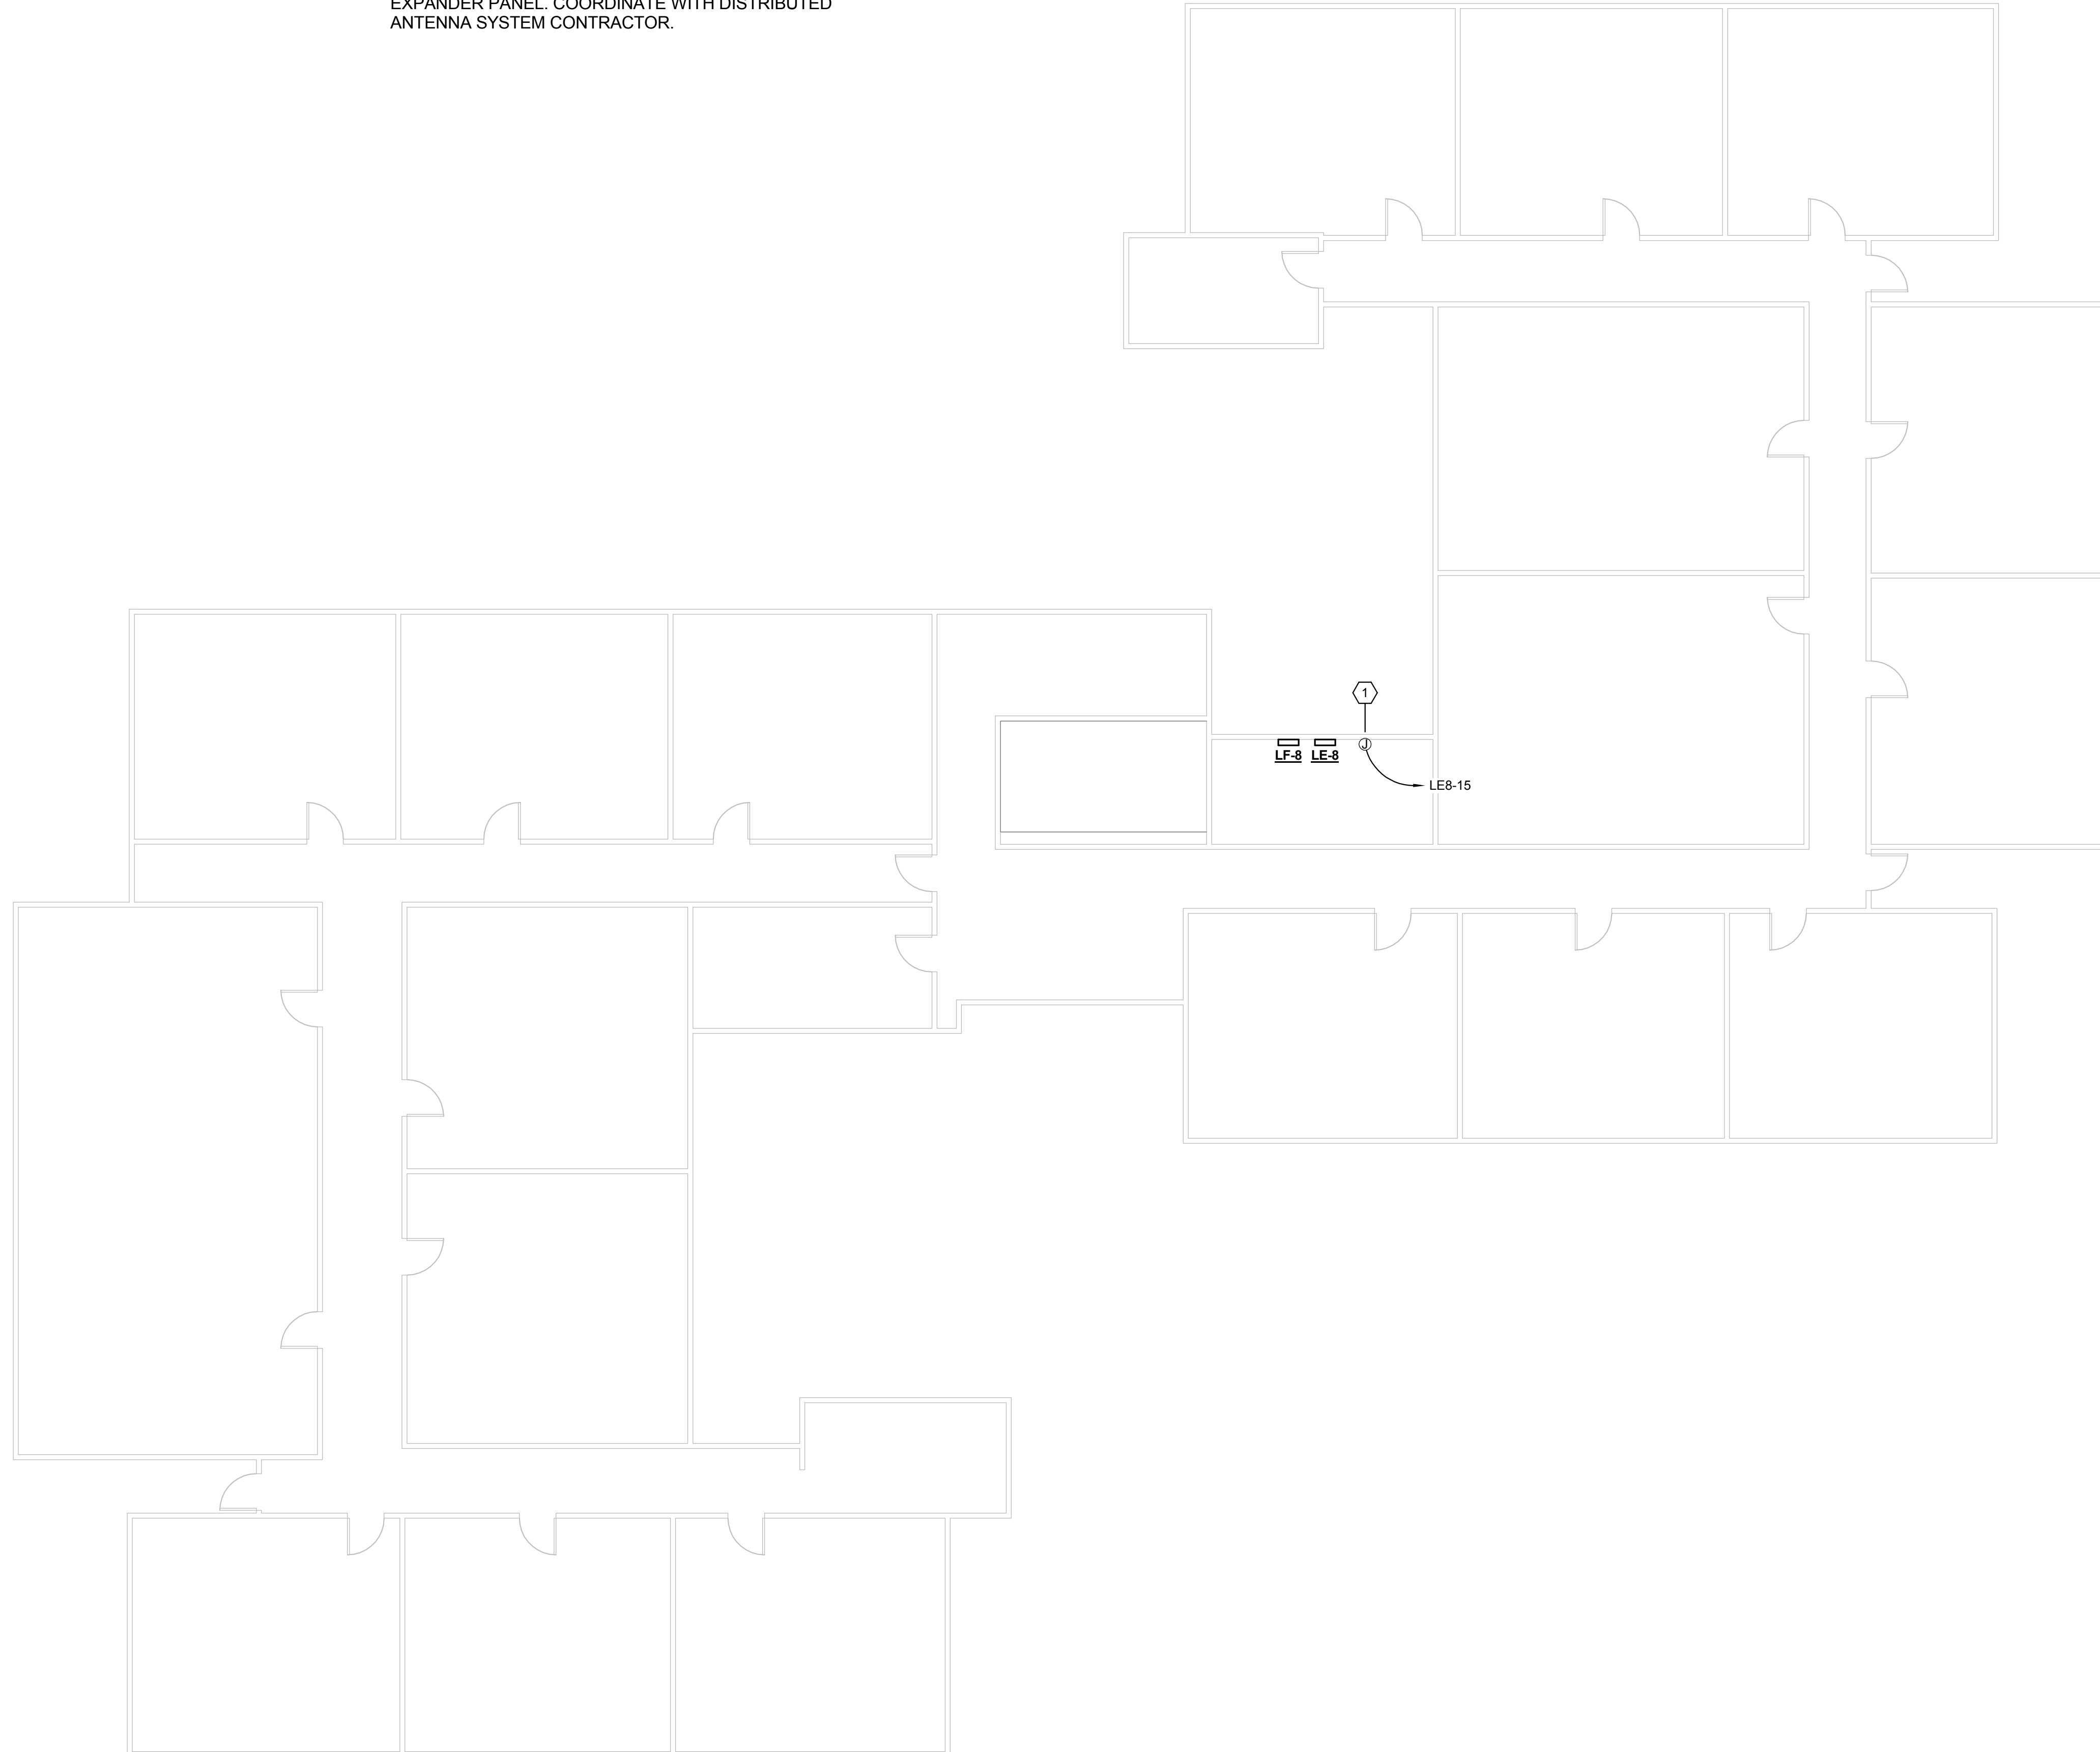 EXPANDER PANEL. COORDINATE WITH DISTRIBUTED
ANTENNA SYSTEM CONTRACTOR.
1
J
LF-8 LE-8
LE8-15